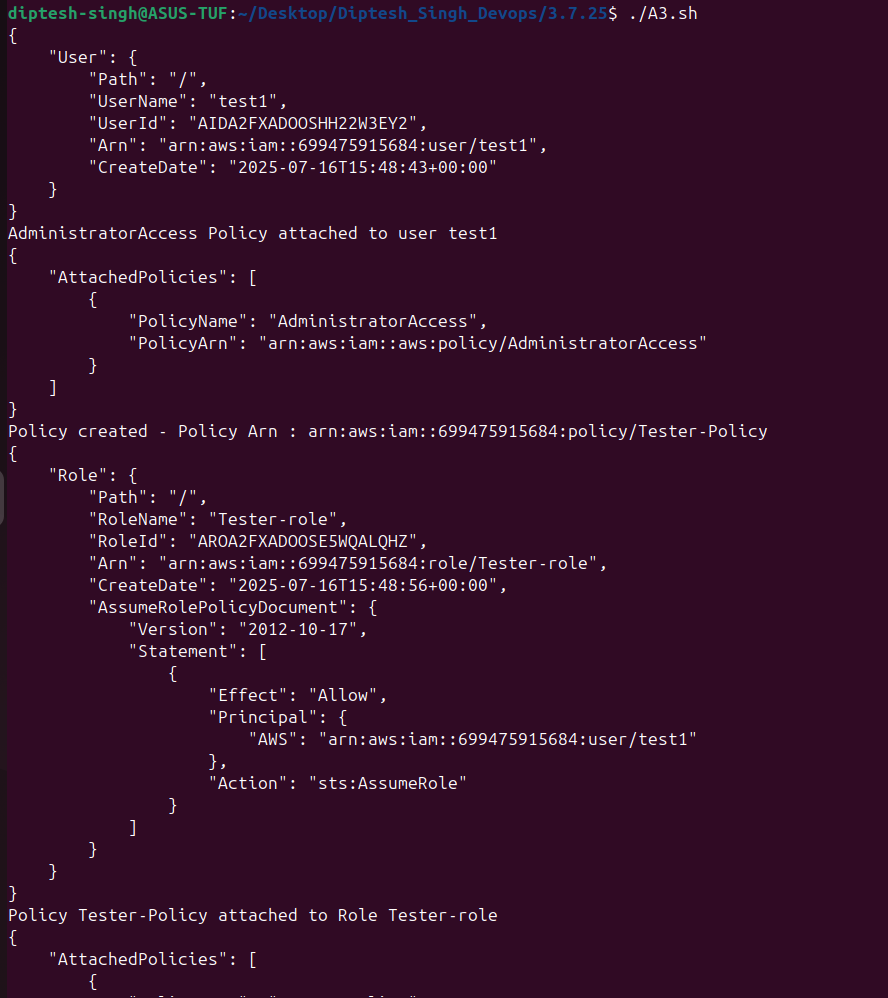 diptesh-singh@ASUS-TUF:~/Desktop/Diptesh_Singh_Devops/3.7.25$ ./A3.sh
{
    "User": {
        "Path": "/",
        "UserName": "test1",
        "UserId": "AIDA2FXADOOSHH22W3EY2",
        "Arn": "arn:aws:iam::699475915684:user/test1",
        "CreateDate": "2025-07-16T15:48:43+00:00"
    }
}
AdministratorAccess Policy attached to user test1
{
    "AttachedPolicies": [
        {
            "PolicyName": "AdministratorAccess",
            "PolicyArn": "arn:aws:iam::aws:policy/AdministratorAccess"
        }
    ]
}
Policy created - Policy Arn : arn:aws:iam::699475915684:policy/Tester-Policy
{
    "Role": {
        "Path": "/",
        "RoleName": "Tester-role",
        "RoleId": "AROA2FXADOOSE5WQALQHZ",
        "Arn": "arn:aws:iam::699475915684:role/Tester-role",
        "CreateDate": "2025-07-16T15:48:56+00:00",
        "AssumeRolePolicyDocument": {
            "Version": "2012-10-17",
            "Statement": [
                {
                    "Effect": "Allow",
                    "Principal": {
                        "AWS": "arn:aws:iam::699475915684:user/test1"
                    },
                    "Action": "sts:AssumeRole"
                }
            ]
        }
    }
}
Policy Tester-Policy attached to Role Tester-role
{
    "AttachedPolicies": [
        {